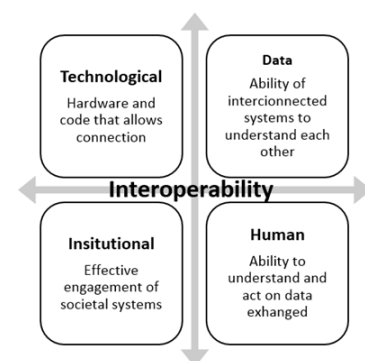 Technological
Hardware and
code that allows
connection
Data
Ability of
intercionnected
systems to
understand each
other
Interoperability
Insitutional
Effective
engagement of
societal systems
Human
Ability to
understand and
act on data
exhanged